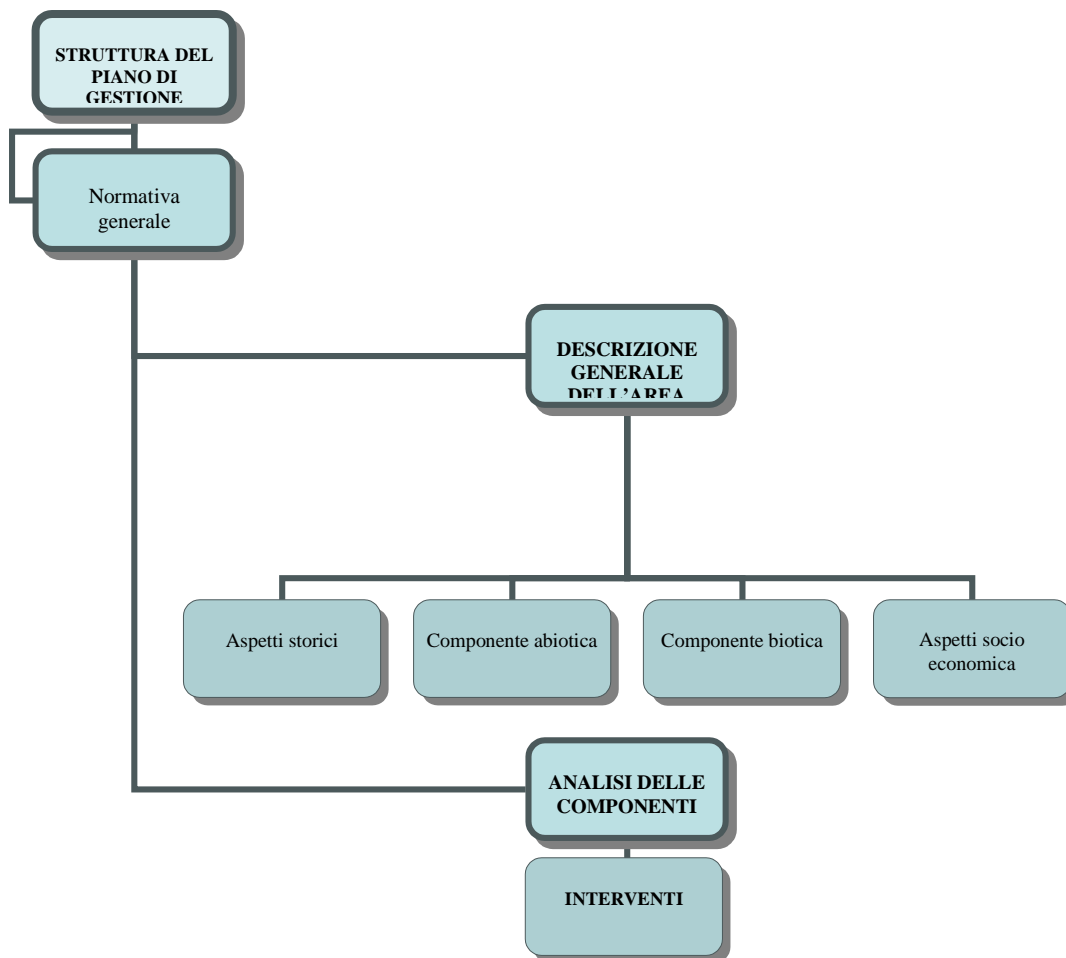 STRUTTURA DEL
PIANO DI
GESTIONE
Normativa
generale
DESCRIZIONE
GENERALE
DELL'AREA
Aspetti storici
Componente abiotica
Componente biotica
Aspetti socio
economica
ANALISI DELLE
COMPONENTI
INTERVENTI